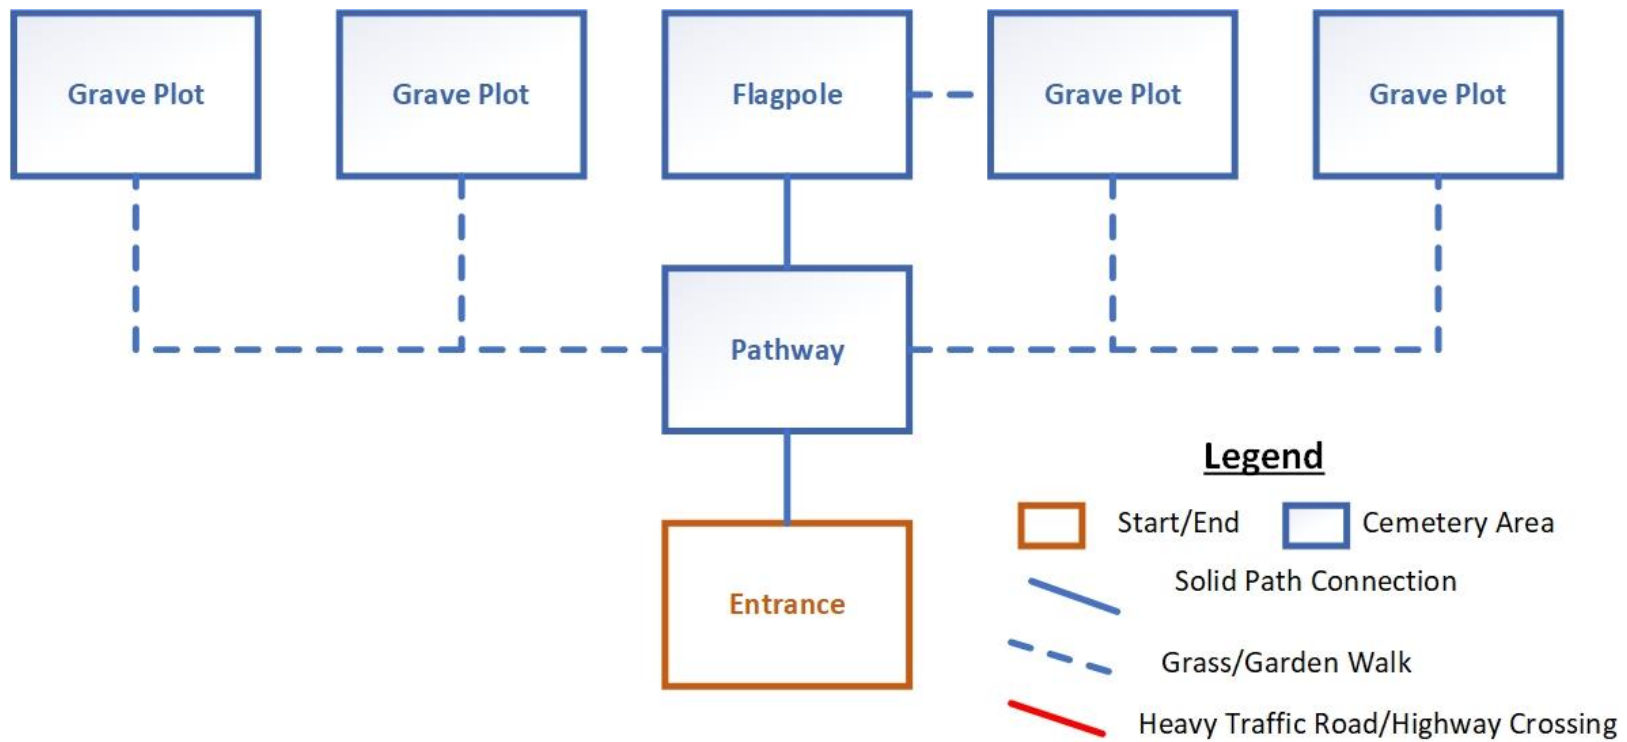 Grave Plot
Grave Plot
Flagpole
Grave Plot
Grave Plot
Pathway
Entrance
Legend
Start/End
Cemetery Area
Solid Path Connection
Grass/Garden Walk
Heavy Traffic Road/Highway Crossing